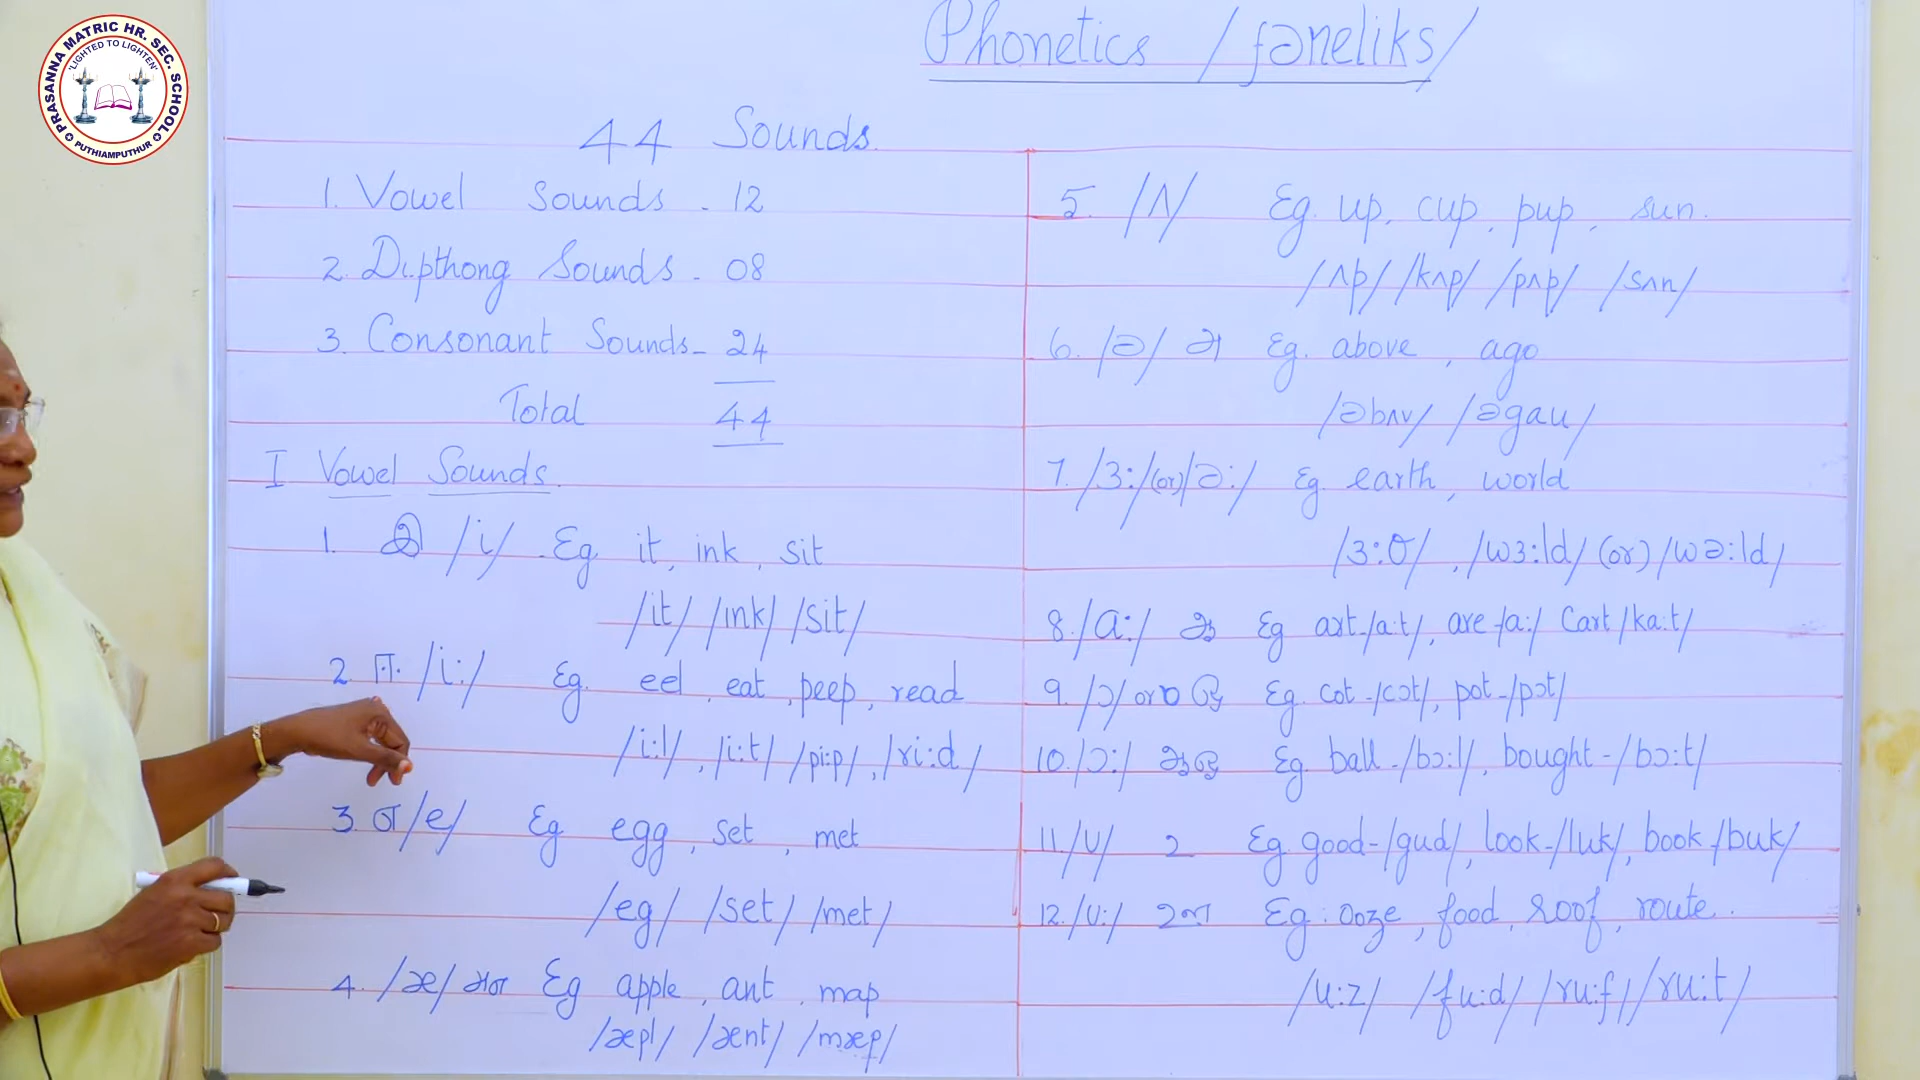 PRASANNA MATRIC HR. SEC. SCHOOL
"LIGHTED TO LIGHTEN"
PUTHIAMPUTHUR
Phonetics /fəneliks/
44 Sounds.
1. Vowel Sounds - 12
2. Dipthong Sounds - 08
3. Consonant Sounds - 24
Total 44
I Vowel Sounds.
1. இ /i/ Eg it, ink, sit
/it/ /ink/ /sit/
2. ஈ /i:/ Eg. eel, eat, peep, read
/i:l/, /i:t/ /pi:p/, /ri:d/
3. எ /e/ Eg egg, set, met
/eg/ /set/ /met/
4. /æ/ அஎ Eg apple, ant, map
/æpl/ /ænt/ /mæp/
5. /ʌ/ Eg. up, cup, pup, sun.
/ʌp/ /kʌp/ /pʌp/ /sʌn/
6. /ə/ அ Eg. above, ago
/əbʌv/ /əgau/
7. /3:/ (or) /ə:/ Eg. earth, world
/3:θ/, /w3:ld/ (or) /wə:ld/
8. /a:/ ஆ Eg art-/a:t/, are-/a:/ Cart /ka:t/
9. /ɔ/ or ஒ Eg. cot-/cɔt/, pot-/pɔt/
10. /ɔ:/ ஆஒ Eg. ball-/bɔ:l/, bought-/bɔ:t/
11. /u/ உ Eg. good-/gud/, look-/luk/, book /buk/
12. /u:/ ஊ Eg: ooze, food, roof, route.
/u:z/ /fu:d/ /ru:f/ /ru:t/